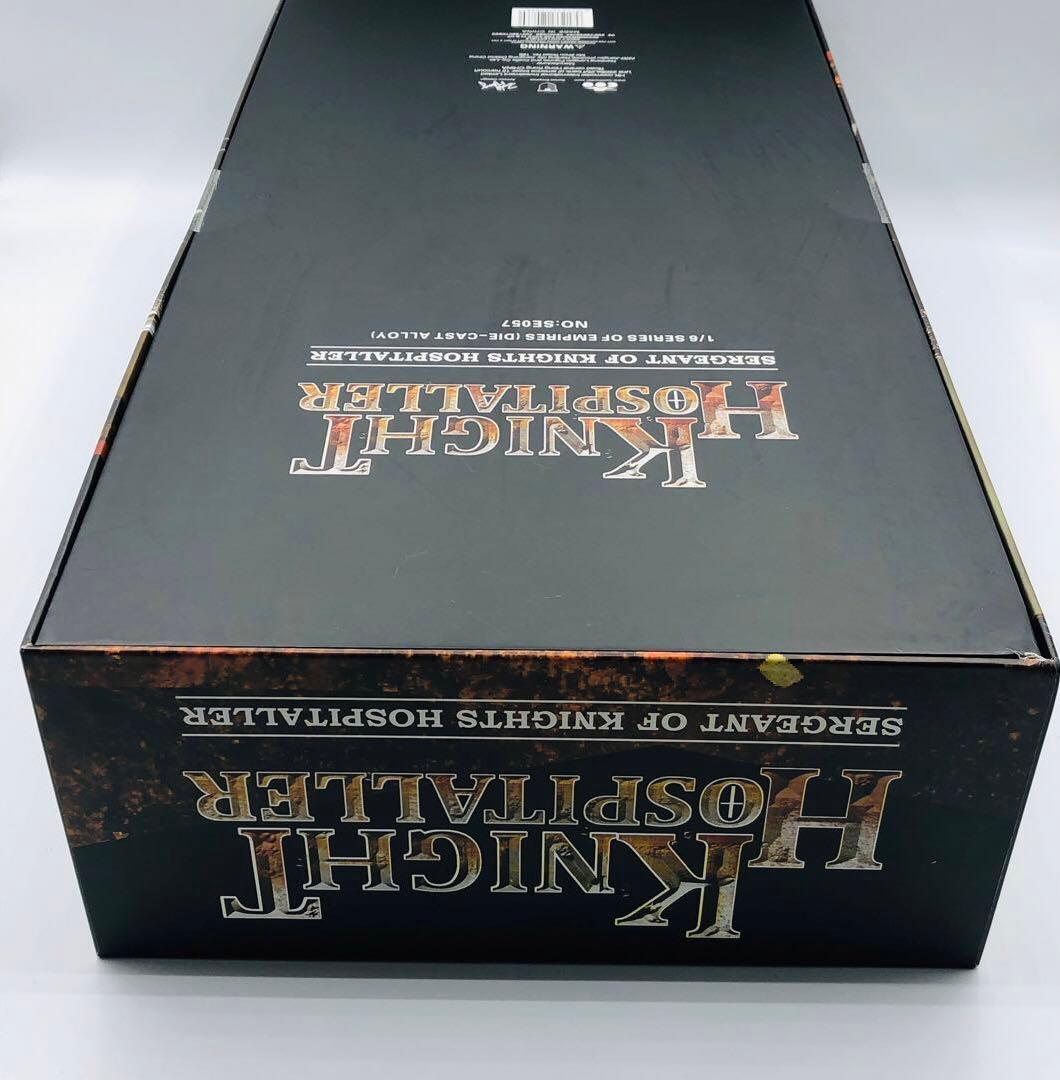 KNIGHT
HOSPITALLER
SERGEANT OF KNIGHTS HOSPITALLER
1/6 SERIES OF EMPIRES (DIE-CAST ALLOY)
NO:SE057
WARNING
MADE IN CHINA
KNIGHT
HOSPITALLER
SERGEANT OF KNIGHTS HOSPITALLER